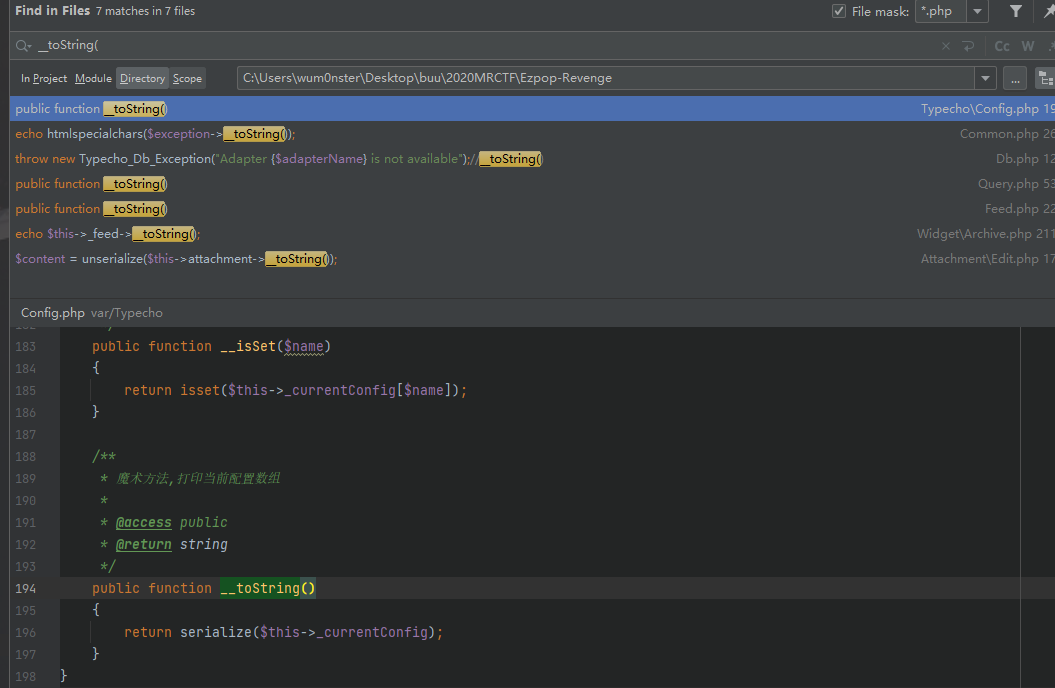 Find in Files 7 matches in 7 files File mask: *.php
__toString( Cc W
In Project Module Directory Scope C:\Users\wum0nster\Desktop\buu\2020MRCTF\Ezpop-Revenge ...
public function __toString() Typecho\Config.php 19
echo htmlspecialchars($exception->__toString()); Common.php 26
throw new Typecho_Db_Exception("Adapter {$adapterName} is not available");//__toString() Db.php 12
public function __toString() Query.php 53
public function __toString() Feed.php 22
echo $this->_feed->__toString(); Widget\Archive.php 211
$content = unserialize($this->attachment->__toString()); Attachment\Edit.php 17
Config.php var/Typecho
183 public function __isSet($name)
184 {
185 return isset($this->_currentConfig[$name]);
186 }
187
188 /**
189 * 魔术方法,打印当前配置数组
190 *
191 * @access public
192 * @return string
193 */
194 public function __toString()
195 {
196 return serialize($this->_currentConfig);
197 }
198 }